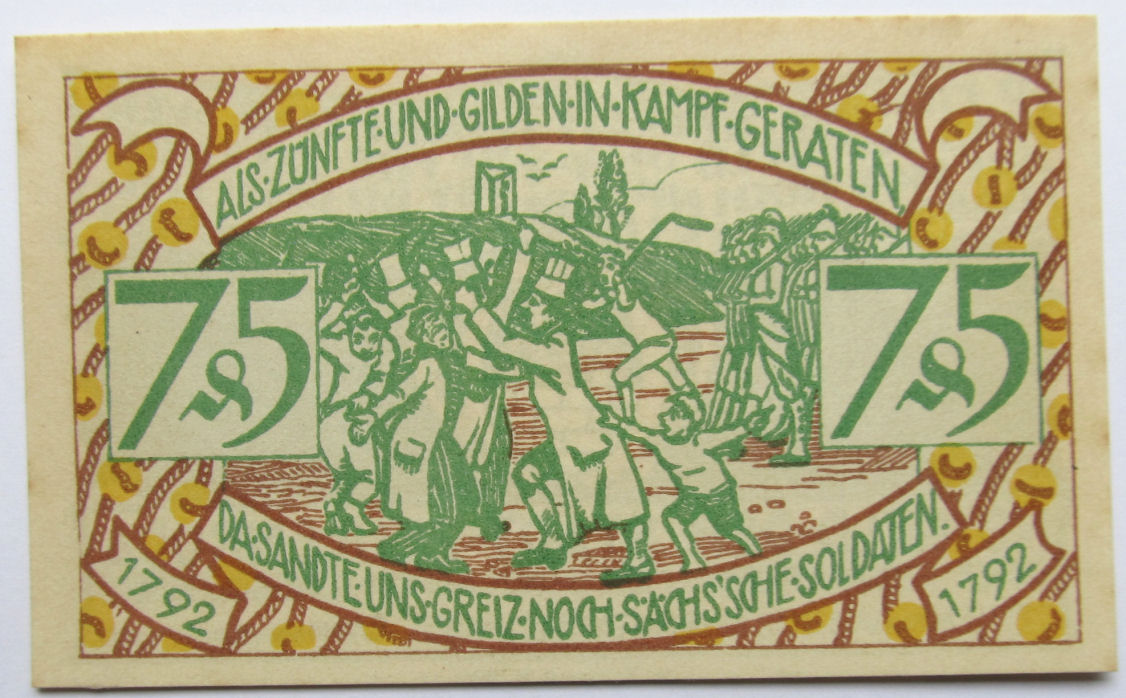 ALS·ZÜNFTE·UND·GILDEN·IN·KAMPF·GERATEN,
75
75
DA·SANDTE·UNS·GREIZ·NOCH·SÄCHS'SCHE·SOLDATEN.
1792
1792